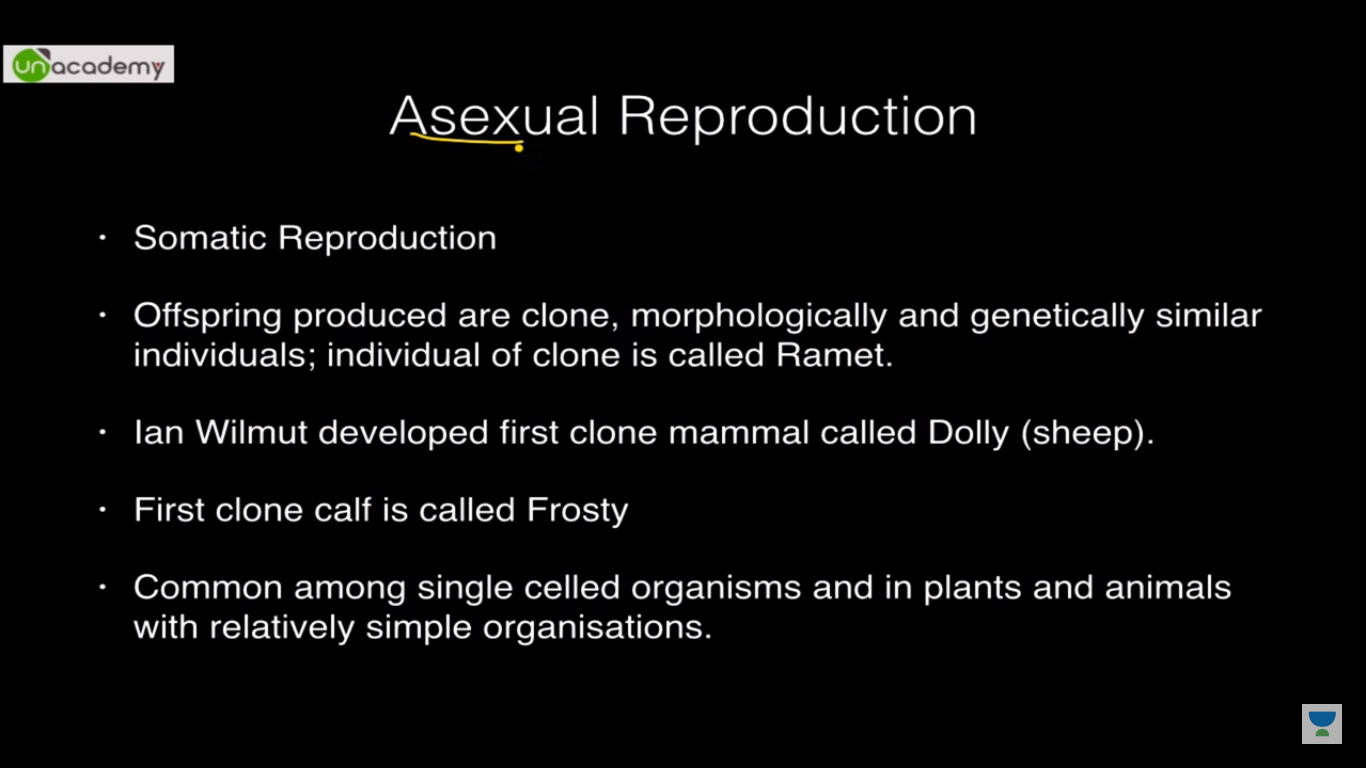 unacademy
Asexual Reproduction
· Somatic Reproduction
· Offspring produced are clone, morphologically and genetically similar
individuals; individual of clone is called Ramet.
· Ian Wilmut developed first clone mammal called Dolly (sheep).
· First clone calf is called Frosty
· Common among single celled organisms and in plants and animals
with relatively simple organisations.